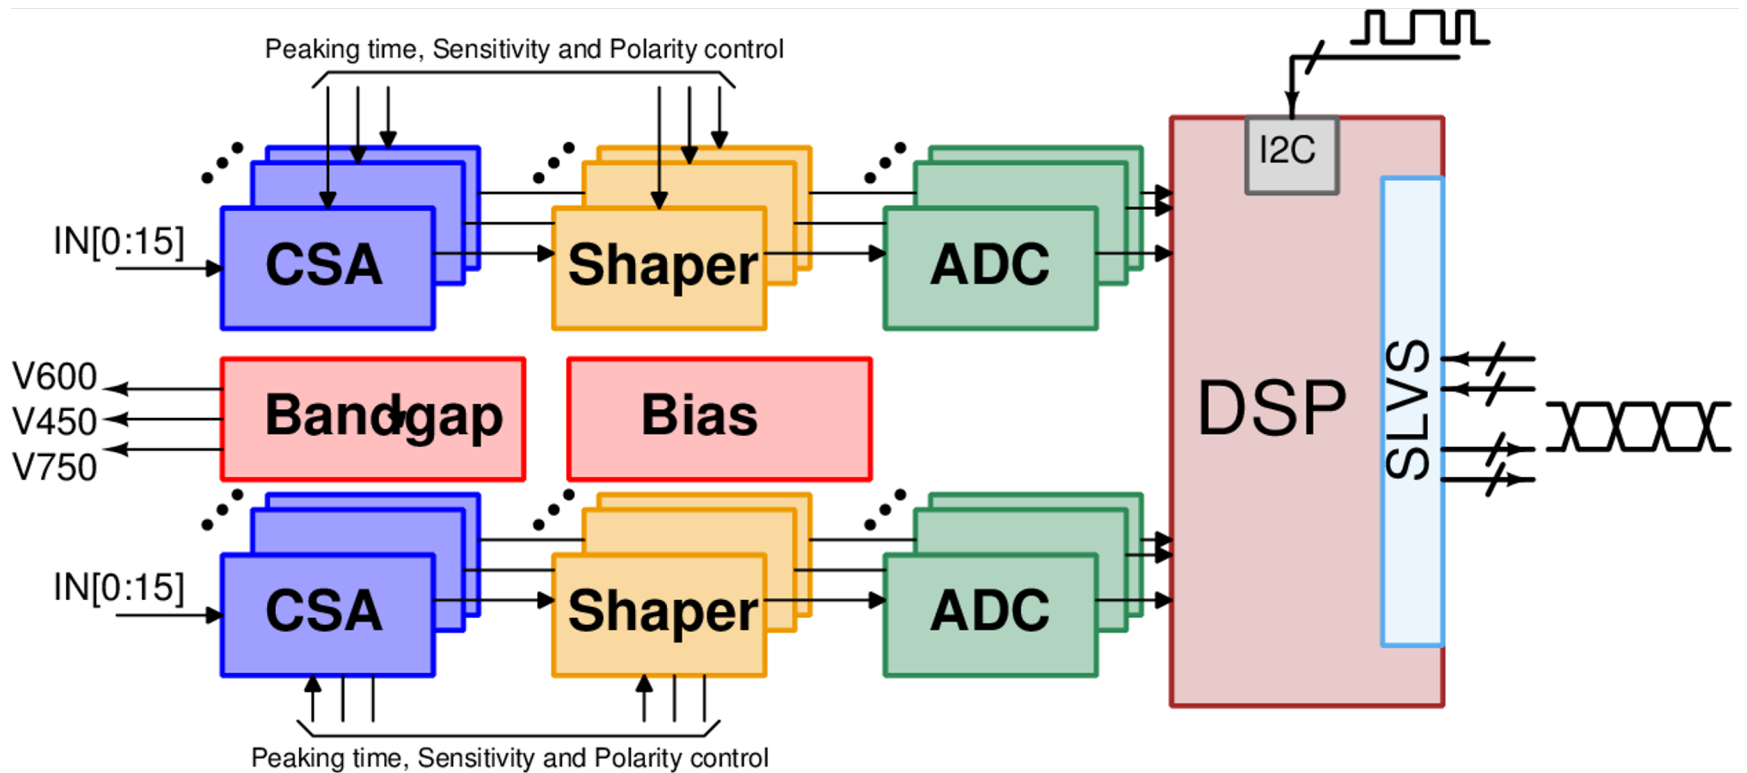 Peaking time, Sensitivity and Polarity control
I2C
IN[0:15]
CSA
Shaper
ADC
V600
V450
V750
Bandgap
Bias
DSP
SLVS
IN[0:15]
CSA
Shaper
ADC
Peaking time, Sensitivity and Polarity control